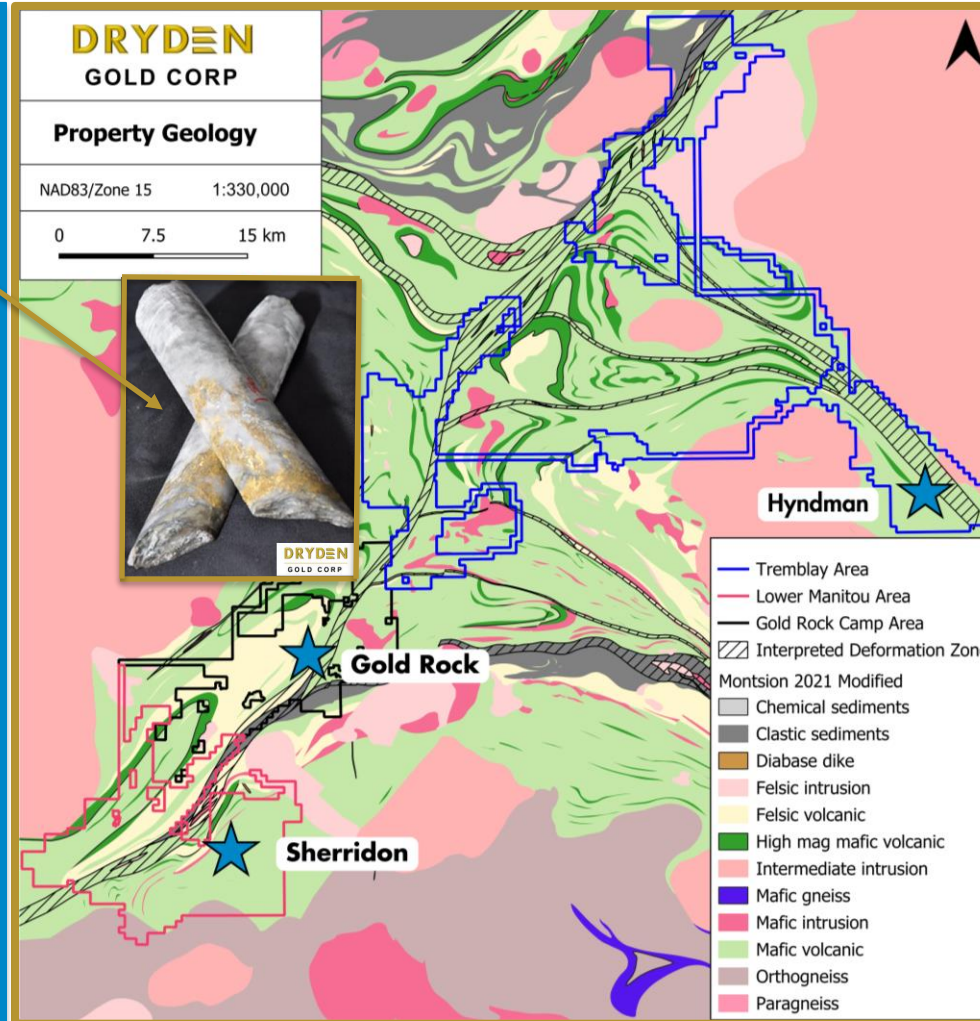 DRYDEN
GOLD CORP
Property Geology
NAD83/Zone 15 1:330,000
0 7.5 15 km
DRYDEN
GOLD CORP
Hyndman
Gold Rock
Sherridon
Tremblay Area
Lower Manitou Area
Gold Rock Camp Area
Interpreted Deformation Zone
Montsion 2021 Modified
Chemical sediments
Clastic sediments
Diabase dike
Felsic intrusion
Felsic volcanic
High mag mafic volcanic
Intermediate intrusion
Mafic gneiss
Mafic intrusion
Mafic volcanic
Orthogneiss
Paragneiss